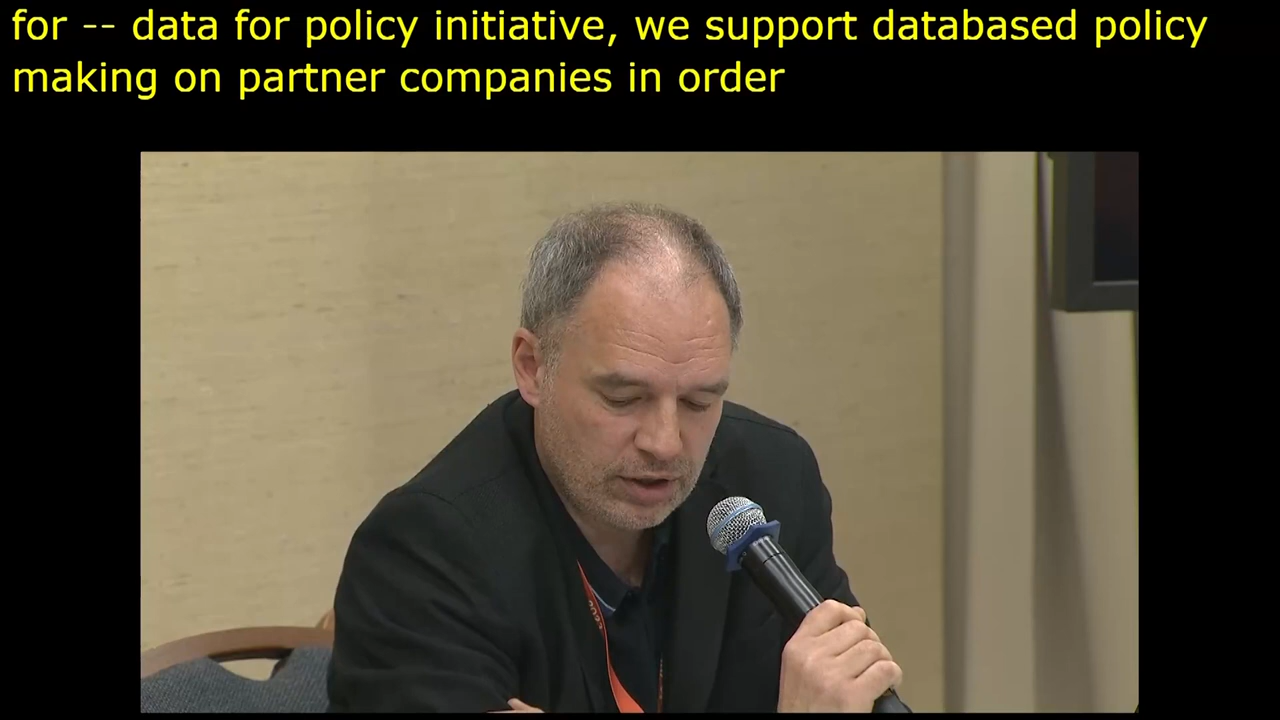 for -- data for policy initiative, we support databased policy
making on partner companies in order